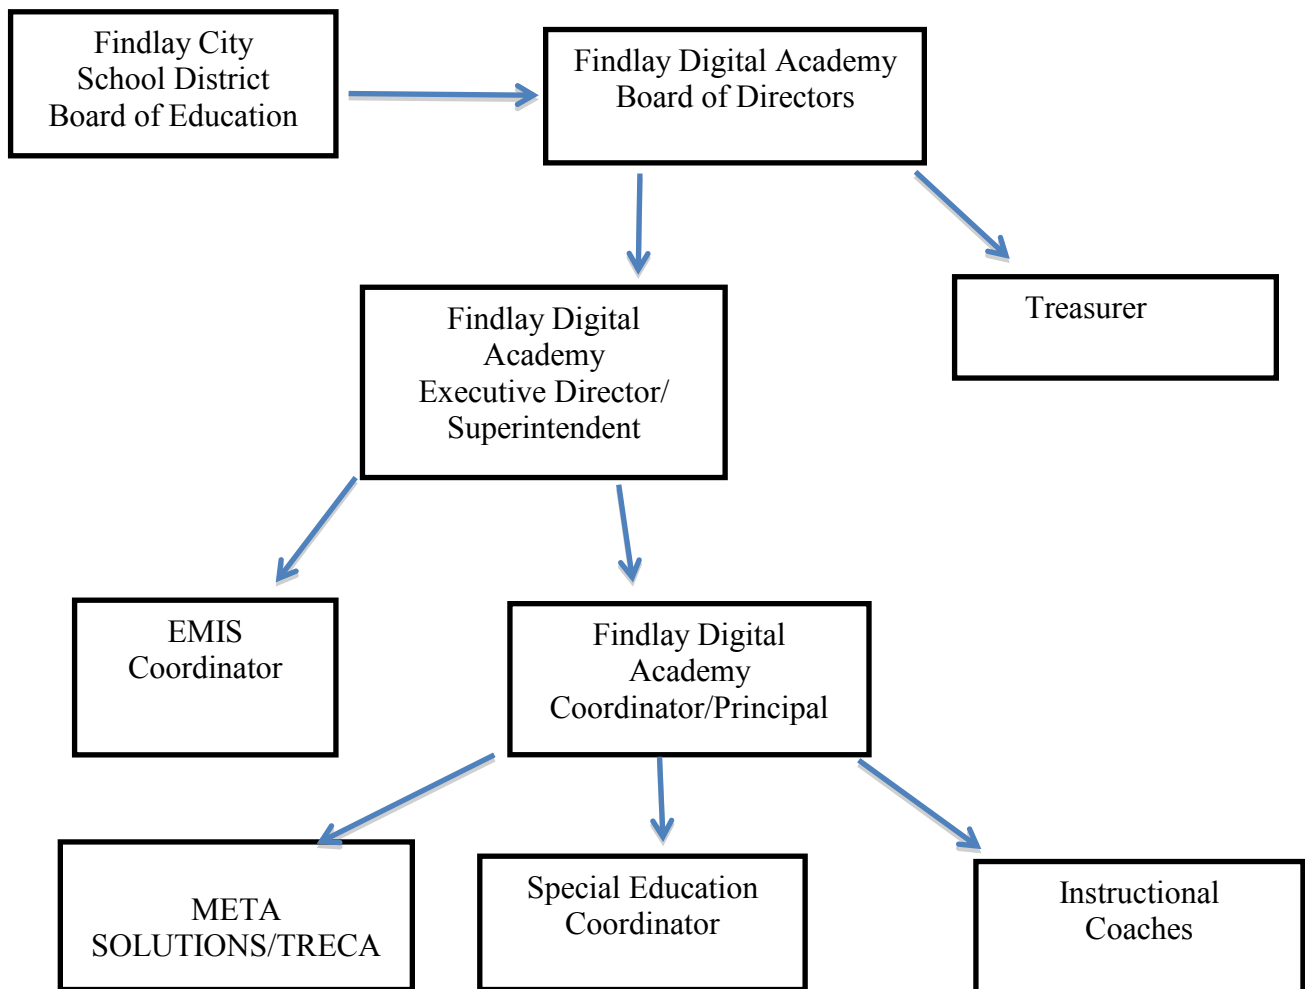 Findlay City
School District
Board of Education
Findlay Digital Academy
Board of Directors
Findlay Digital
Academy
Executive Director/
Superintendent
Treasurer
EMIS
Coordinator
Findlay Digital
Academy
Coordinator/Principal
META
SOLUTIONS/TRECA
Special Education
Coordinator
Instructional
Coaches